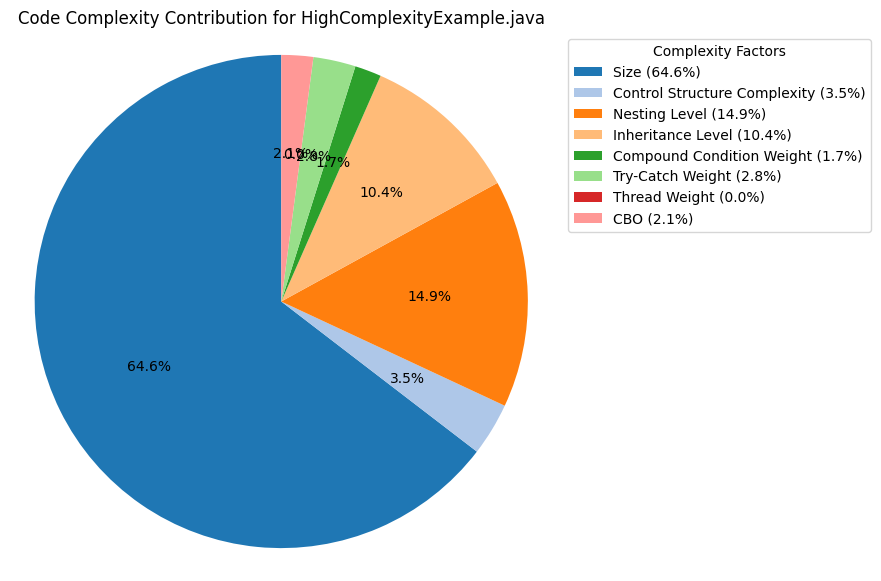 Code Complexity Contribution for HighComplexityExample.java
Complexity Factors
Size (64.6%)
Control Structure Complexity (3.5%)
Nesting Level (14.9%)
Inheritance Level (10.4%)
Compound Condition Weight (1.7%)
Try-Catch Weight (2.8%)
Thread Weight (0.0%)
CBO (2.1%)
2.1%
0.0%
2.8%
1.7%
10.4%
14.9%
3.5%
64.6%